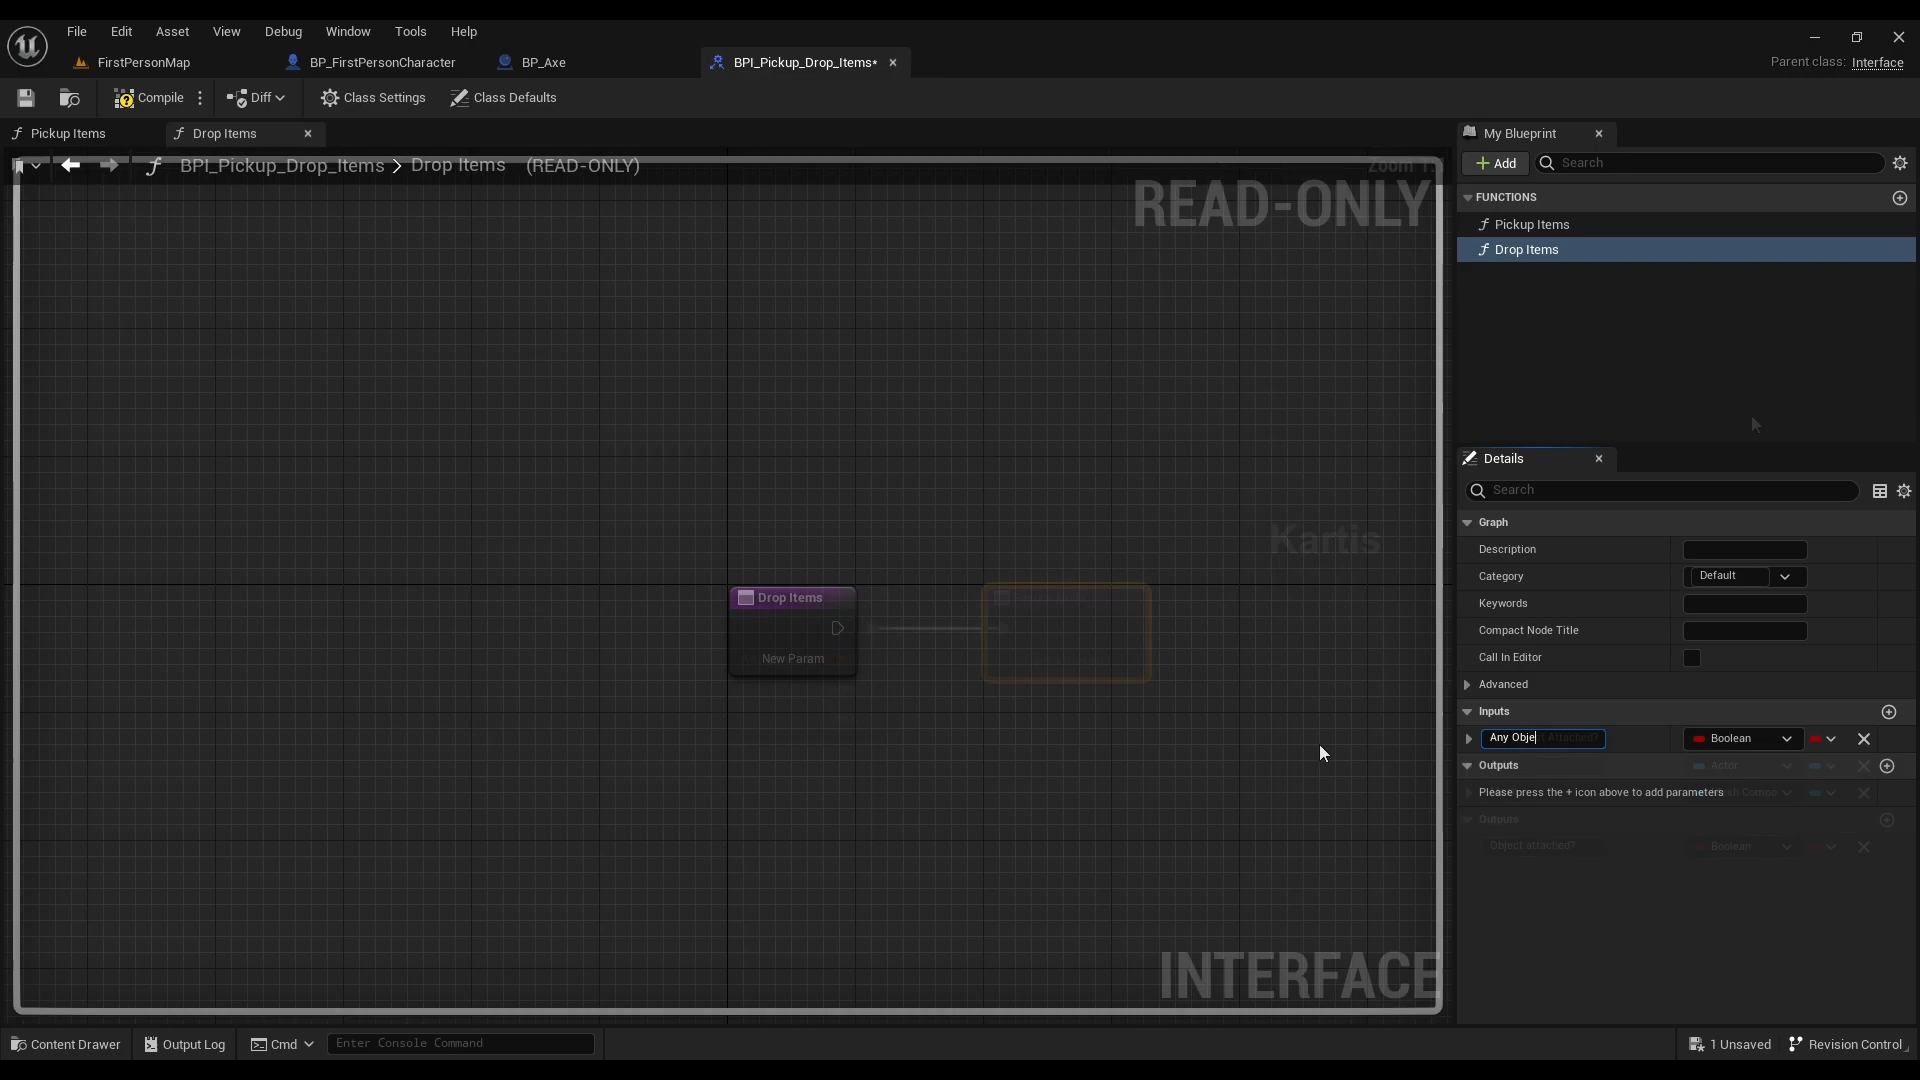 File Edit Asset View Debug Window Tools Help
FirstPersonMap BP_FirstPersonCharacter BP_Axe BPI_Pickup_Drop_Items*
Parent class: Interface
Compile Diff Class Settings Class Defaults
Pickup Items Drop Items
BPI_Pickup_Drop_Items > Drop Items (READ-ONLY)
Zoom 1:1
READ-ONLY
Kartis
Drop Items
New Param
INTERFACE
My Blueprint
+ Add Search
FUNCTIONS
Pickup Items
Drop Items
Details
Search
Graph
Description
Category Default
Keywords
Compact Node Title
Call In Editor
Advanced
Inputs
Any Obje Boolean
Outputs Actor
Please press the + icon above to add parameters
Outputs
Object attached? Boolean
Content Drawer Output Log Cmd Enter Console Command
1 Unsaved Revision Control